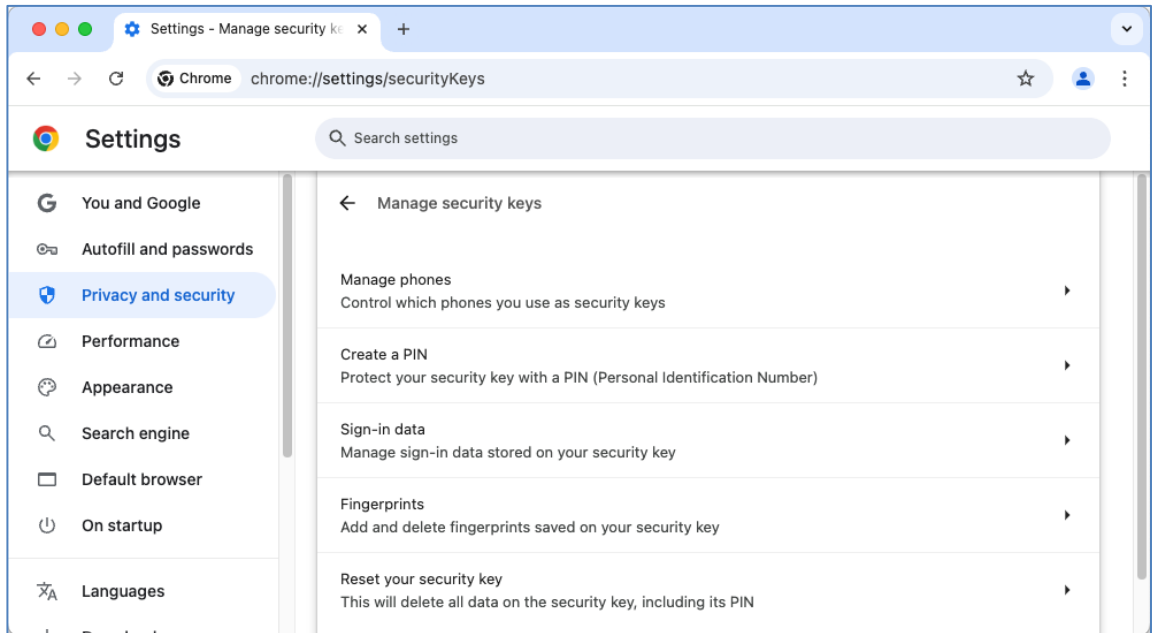 Settings - Manage security ke
Chrome chrome://settings/securityKeys
Settings
Search settings
You and Google
Autofill and passwords
Privacy and security
Performance
Appearance
Search engine
Default browser
On startup
Languages
Manage security keys
Manage phones
Control which phones you use as security keys
Create a PIN
Protect your security key with a PIN (Personal Identification Number)
Sign-in data
Manage sign-in data stored on your security key
Fingerprints
Add and delete fingerprints saved on your security key
Reset your security key
This will delete all data on the security key, including its PIN